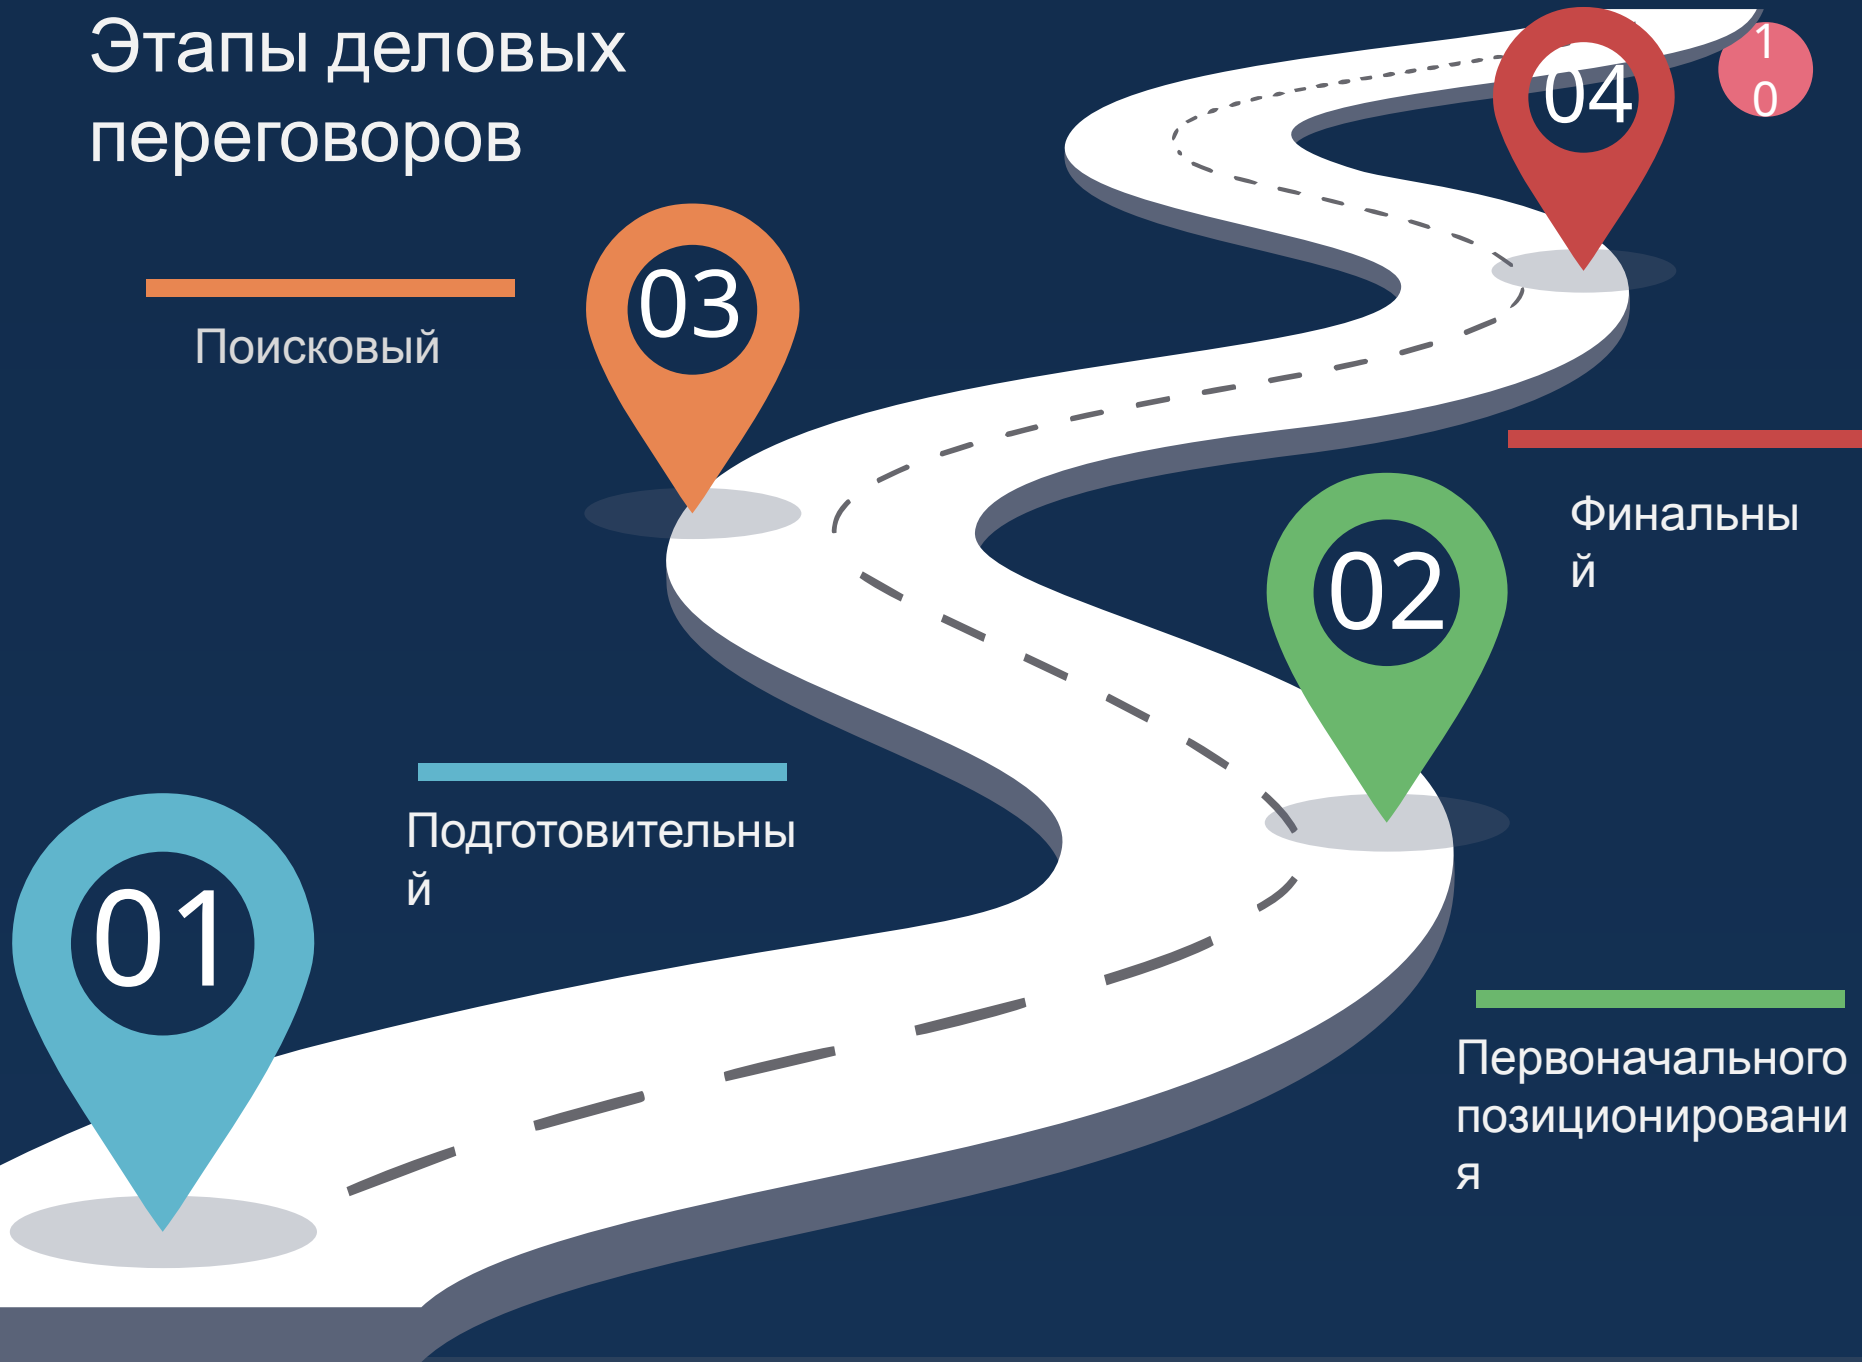 Этапы деловых
переговоров
1
0
04
03
Поисковый
Финальны
й
02
Подготовительны
й
01
Первоначального
позиционировани
я